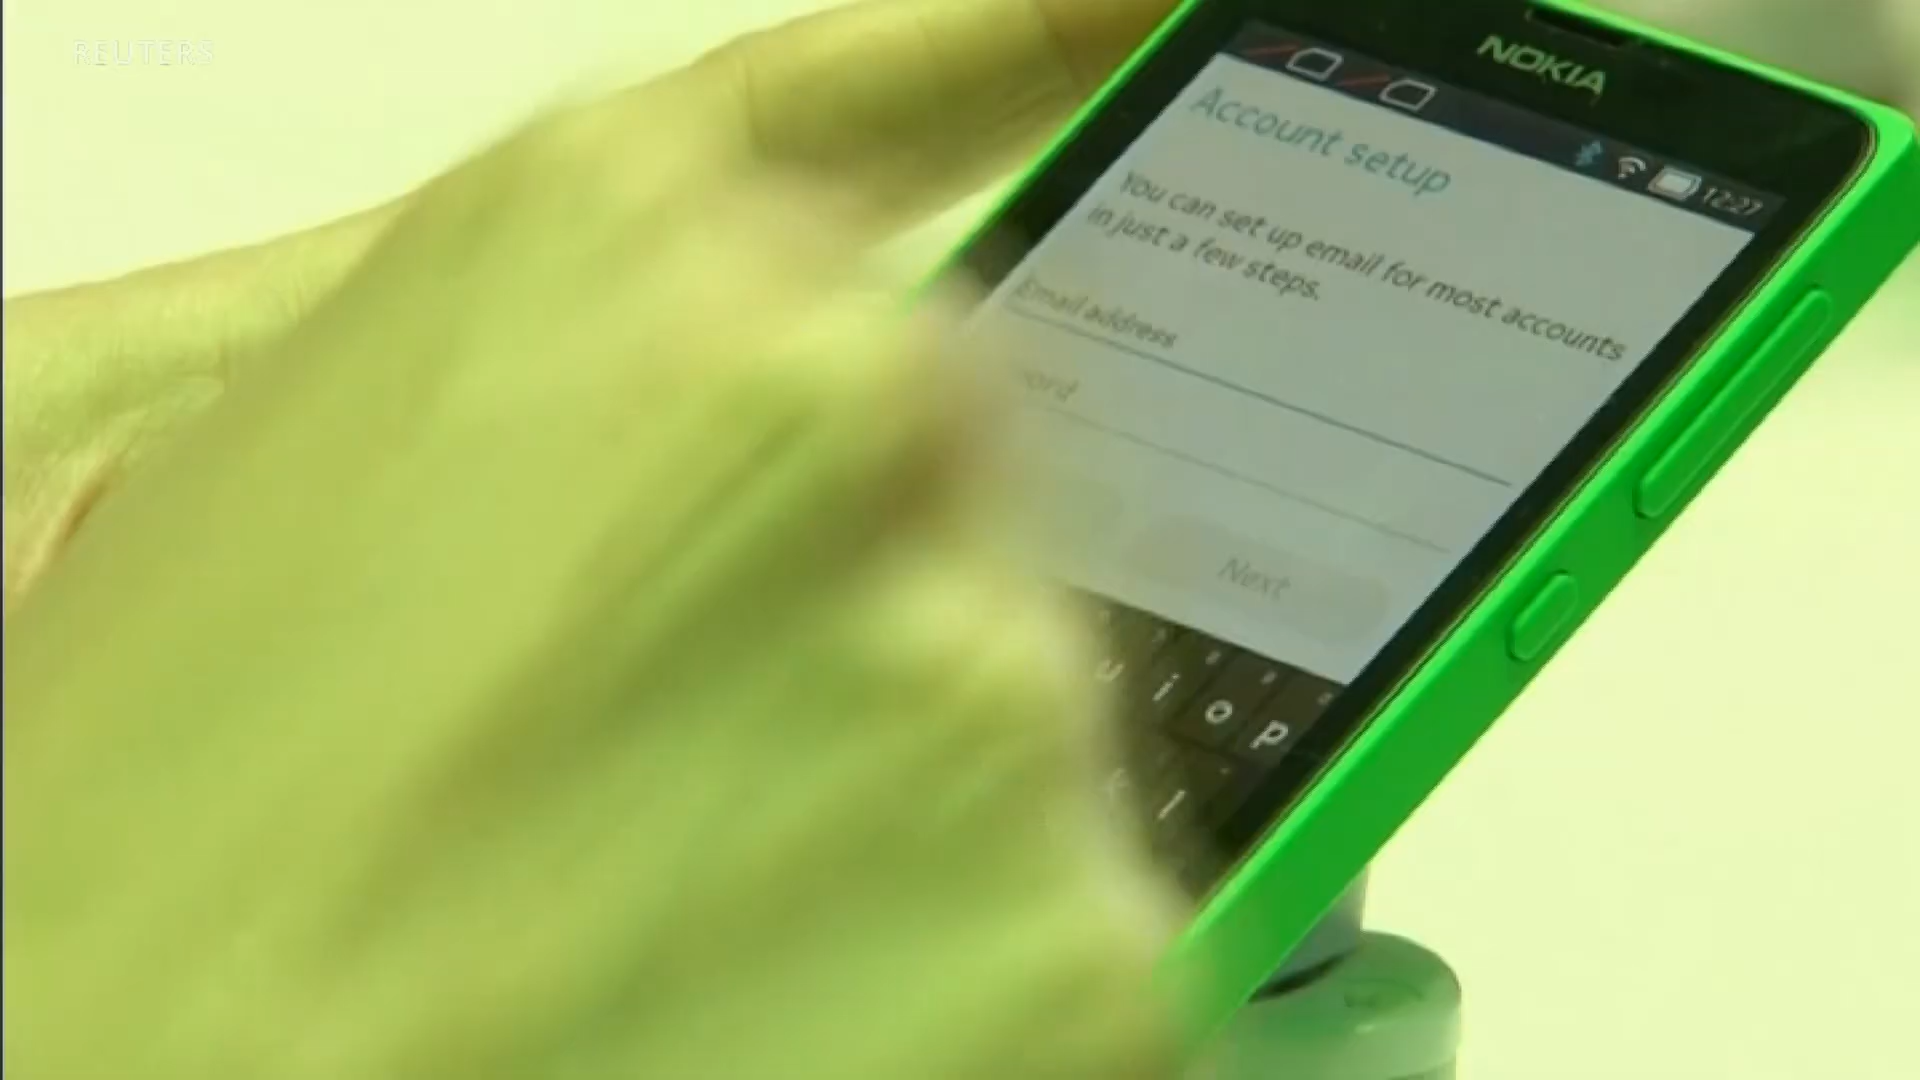 REUTERS
NOKIA
12:27
Account setup
You can set up email for most accounts
in just a few steps.
Email address
Next
u i o p
l